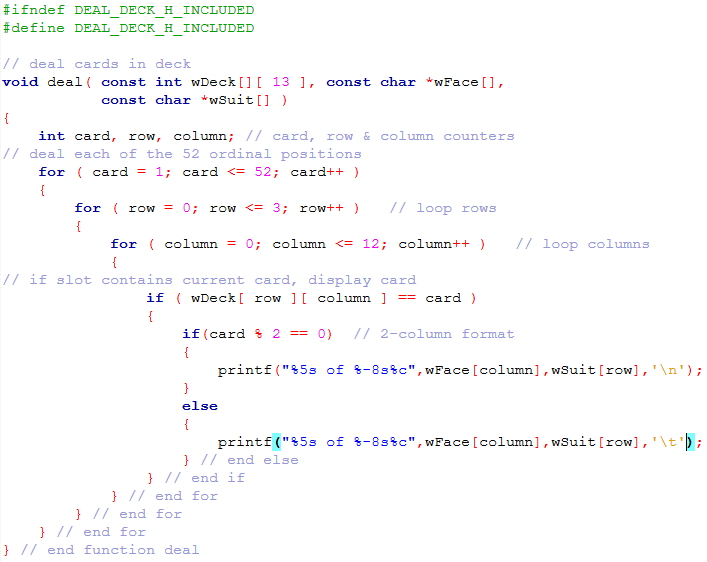 #ifndef DEAL_DECK_H_INCLUDED
#define DEAL_DECK_H_INCLUDED

// deal cards in deck
void deal( const int wDeck[][ 13 ], const char *wFace[],
           const char *wSuit[] )
{
    int card, row, column; // card, row & column counters
// deal each of the 52 ordinal positions
    for ( card = 1; card <= 52; card++ )
    {
        for ( row = 0; row <= 3; row++ )   // loop rows
        {
            for ( column = 0; column <= 12; column++ )   // loop columns
            {
// if slot contains current card, display card
                if ( wDeck[ row ][ column ] == card )
                {
                    if(card % 2 == 0)  // 2-column format
                    {
                        printf("%5s of %-8s%c",wFace[column],wSuit[row],'\n');
                    }
                    else
                    {
                        printf("%5s of %-8s%c",wFace[column],wSuit[row],'\t');
                    } // end else
                } // end if
            } // end for
        } // end for
    } // end for
} // end function deal